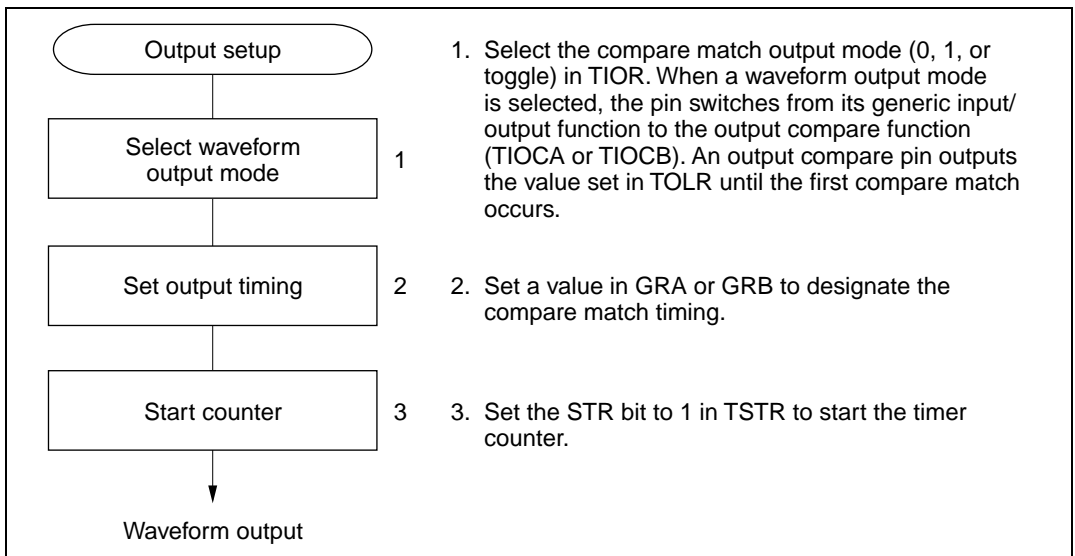 Output setup
Select waveform
output mode
1
1. Select the compare match output mode (0, 1, or
toggle) in TIOR. When a waveform output mode
is selected, the pin switches from its generic input/
output function to the output compare function
(TIOCA or TIOCB). An output compare pin outputs
the value set in TOLR until the first compare match
occurs.
Set output timing
2
2. Set a value in GRA or GRB to designate the
compare match timing.
Start counter
3
3. Set the STR bit to 1 in TSTR to start the timer
counter.
Waveform output